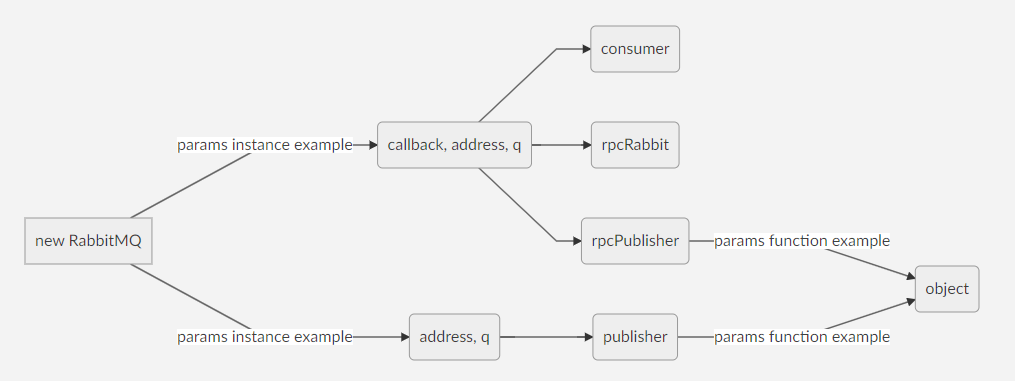 consumer
params instance example
callback, address, q
rpcRabbit
new RabbitMQ
rpcPublisher
params function example
object
params instance example
address, q
publisher
params function example